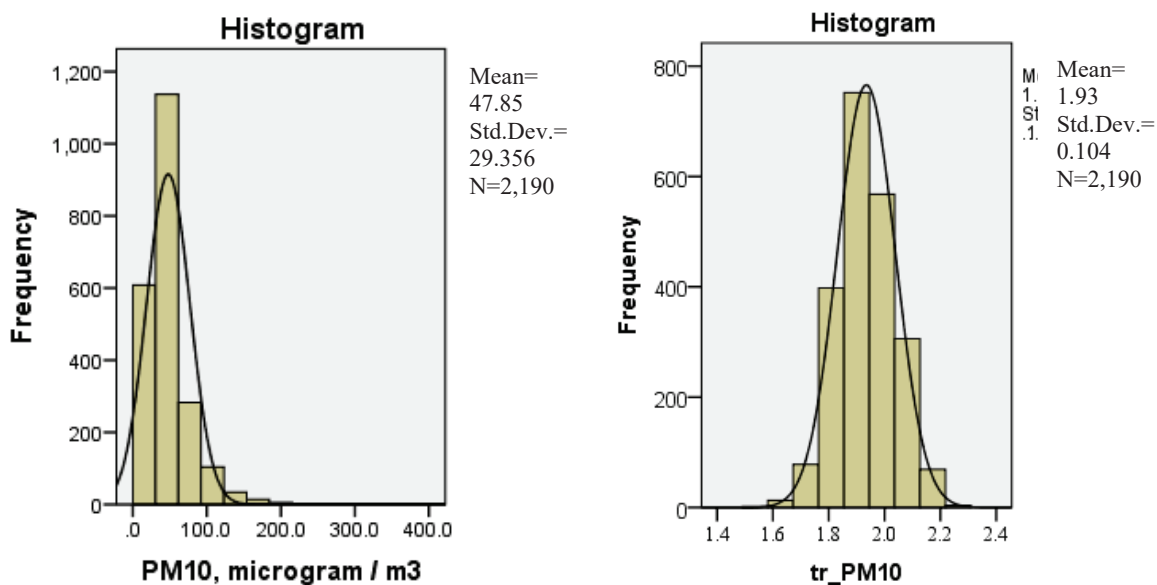 Histogram
1,200
1,000
800
600
400
200
0
.0
100.0
200.0
300.0
400.0
Frequency
PM10, microgram / m3
Mean=
47.85
Std.Dev.=
29.356
N=2,190
Histogram
800
600
400
200
0
1.4
1.6
1.8
2.0
2.2
2.4
Frequency
tr_PM10
1.
.1
Mean=
1.93
Std.Dev.=
0.104
N=2,190